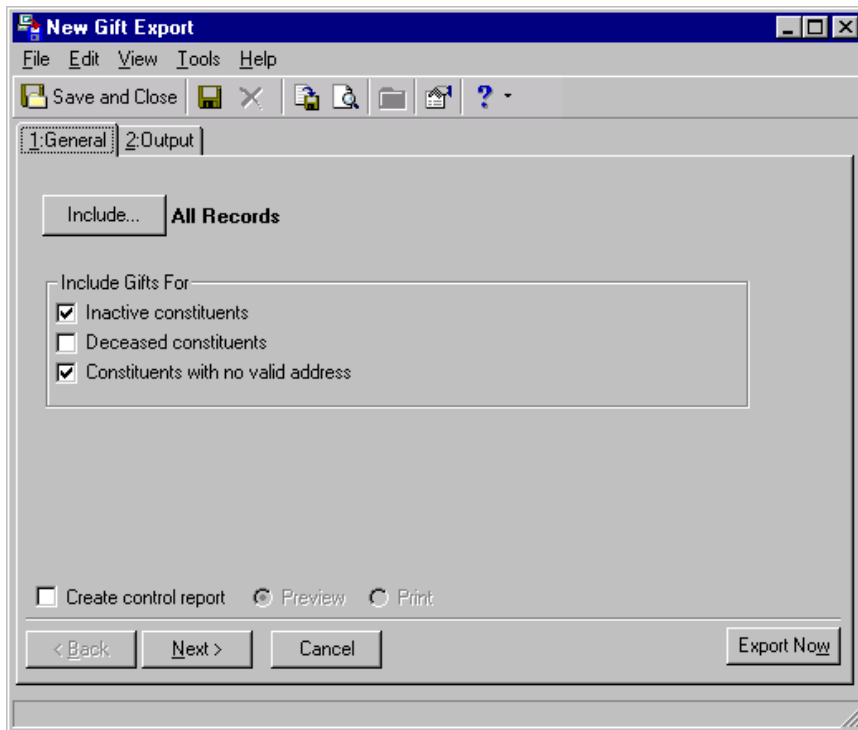 New Gift Export
File Edit View Tools Help
Save and Close ?
1:General 2:Output
Include... All Records
Include Gifts For
Inactive constituents
Deceased constituents
Constituents with no valid address
Create control report Preview Print
< Back Next > Cancel Export Now